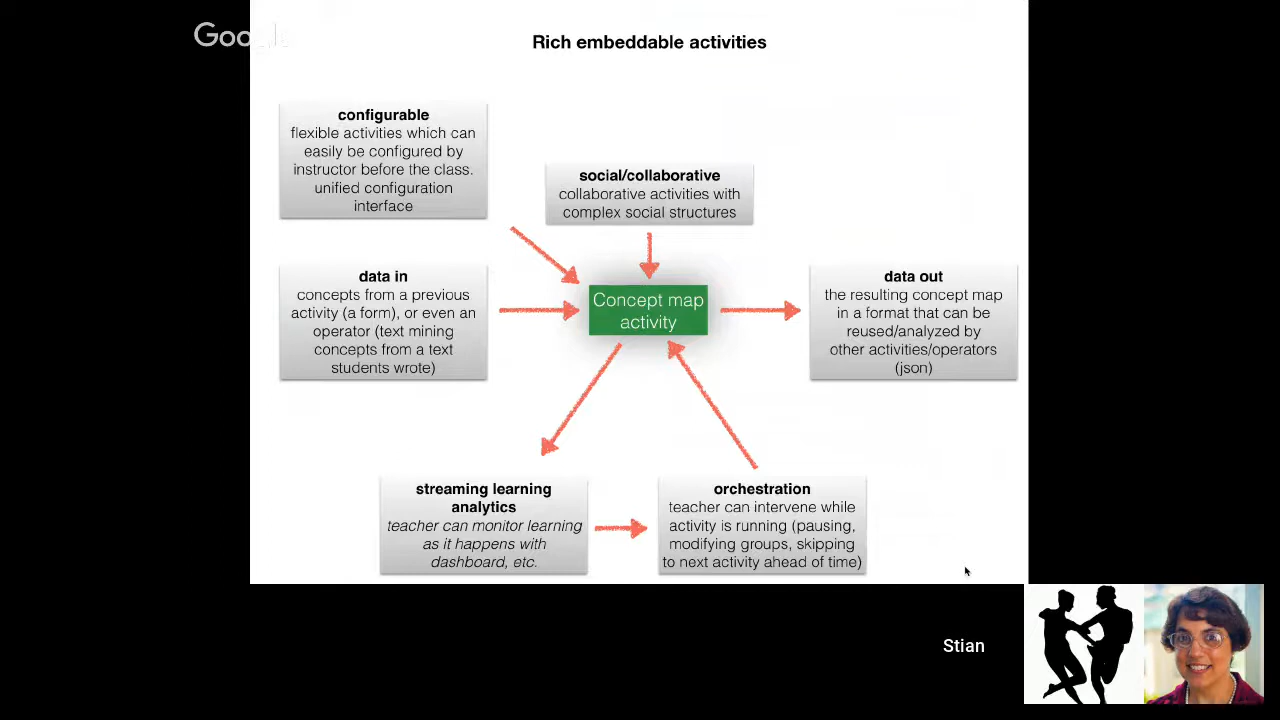 Google
Rich embeddable activities
configurable
flexible activities which can
easily be configured by
instructor before the class.
unified configuration
interface
social/collaborative
collaborative activities with
complex social structures
data in
concepts from a previous
activity (a form), or even an
operator (text mining
concepts from a text
students wrote)
Concept map
activity
data out
the resulting concept map
in a format that can be
reused/analyzed by
other activities/operators
(json)
streaming learning
analytics
teacher can monitor learning
as it happens with
dashboard, etc.
orchestration
teacher can intervene while
activity is running (pausing,
modifying groups, skipping
to next activity ahead of time)
Stian